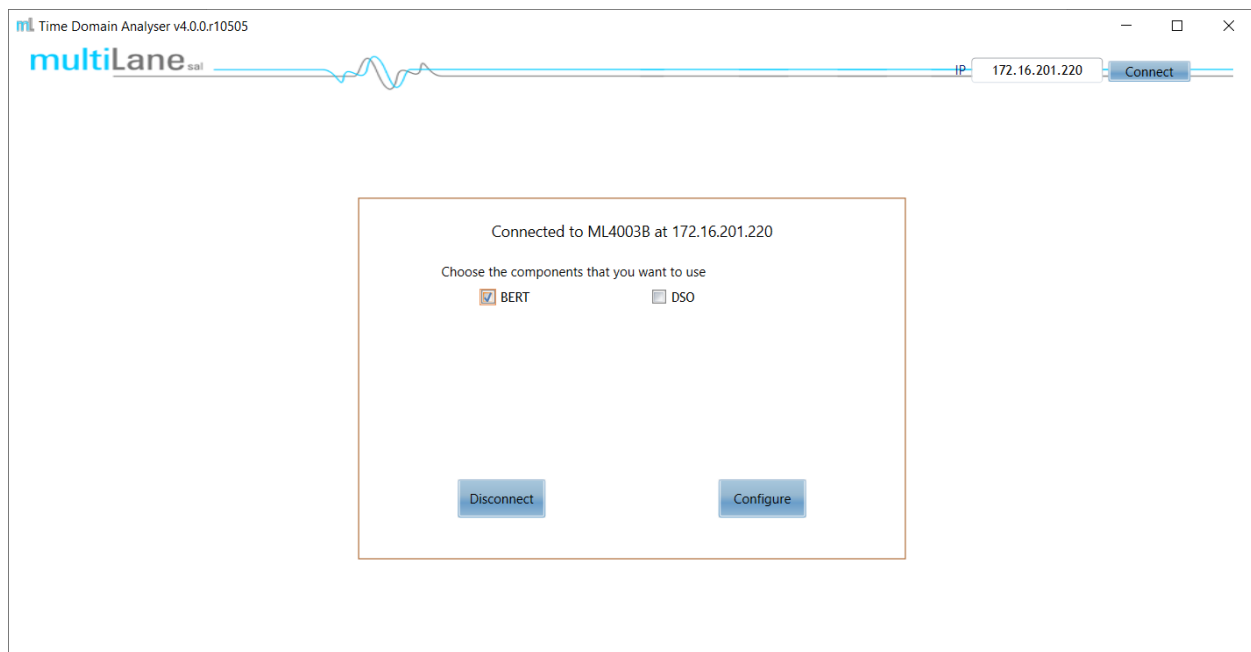 mL Time Domain Analyser v4.0.0.r10505
multiLane sal
IP 172.16.201.220 Connect
Connected to ML4003B at 172.16.201.220
Choose the components that you want to use
BERT DSO
Disconnect Configure